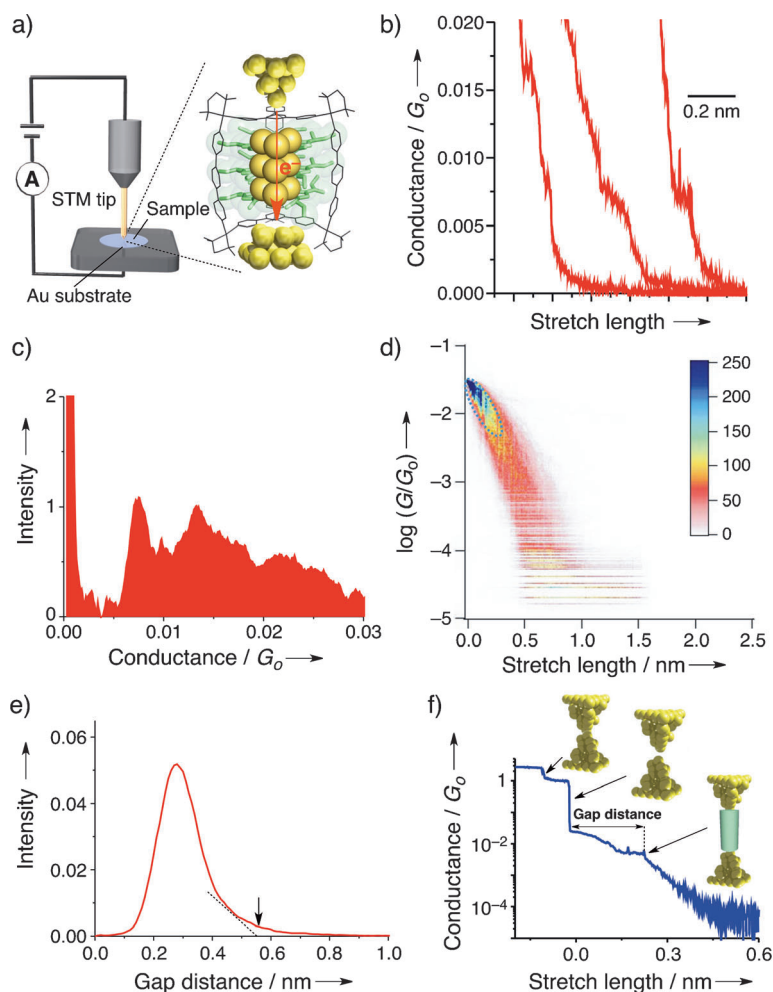 a)
A
STM tip
Sample
Au substrate
e⁻
b)
Conductance / Gₒ →
0.020
0.015
0.010
0.005
0.000
0.2 nm
Stretch length →
c)
Intensity →
2
1
0
0.00 0.01 0.02 0.03
Conductance / Gₒ →
d)
log (G/Gₒ) →
−1
−2
−3
−4
−5
250
200
150
100
50
0
0.0 0.5 1.0 1.5 2.0 2.5
Stretch length / nm →
e)
Intensity →
0.06
0.04
0.02
0.00
0.0 0.2 0.4 0.6 0.8 1.0
Gap distance / nm →
f)
Conductance / Gₒ →
1
10⁻²
10⁻⁴
Gap distance
0.0 0.3 0.6
Stretch length / nm →